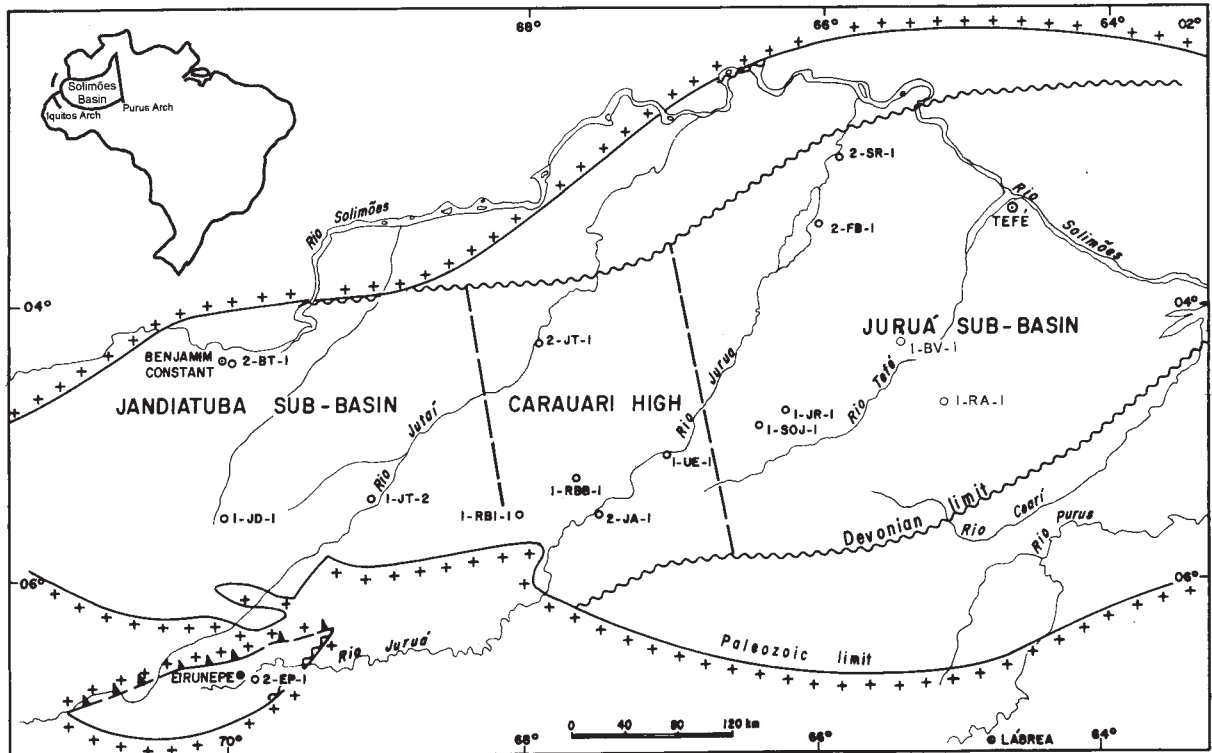 68°
66°
64°
02°
Solimões
Basin
Purus Arch
Iquitos Arch
2-SR-1
Rio Solimões
Rio Solimões
TEFÉ
2-FB-1
04°
04°
JURUÁ SUB-BASIN
1-BV-1
2-JT-1
BENJAMIM
CONSTANT
2-BT-1
JANDIATUBA SUB-BASIN
CARAUARI HIGH
Rio Jurua
Rio Tefé
1-RA-1
1-JR-1
1-SOJ-1
Rio Jutaí
1-UE-1
1-RBB-1
1-JT-2
1-RBI-1
2-JA-1
1-JD-1
Devonian limit
Rio Ceari
Rio Purus
06°
06°
Rio Juruá
Paleozoic limit
EIRUNEPE
2-EP-1
0 40 80 120 km
LÁBREA
70°
68°
66°
64°